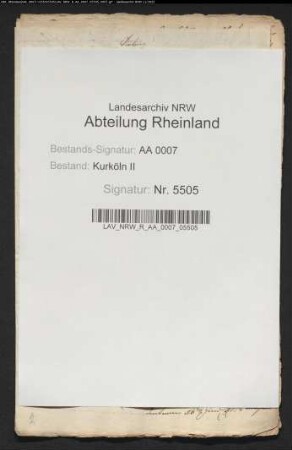 Landesarchiv NRW
Abteilung Rheinland
Bestands-Signatur: AA 0007
Bestand: Kurköln II
Signatur: Nr. 5505
LAV_NRW_R_AA_0007_05505